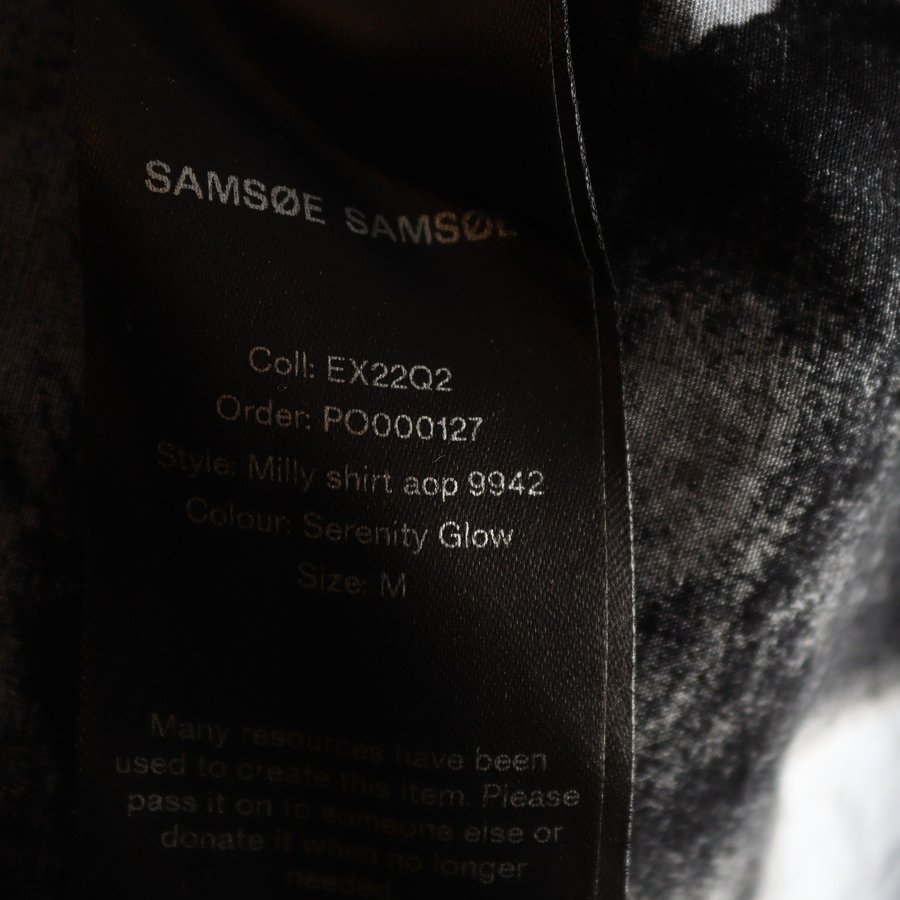 SAMSØE SAMSØE
Coll: EX22Q2
Order: PO000127
Style: Milly shirt aop 9942
Colour: Serenity Glow
Size: M
Many resources have been
used to create this item. Please
pass it on to someone else or
donate it when no longer
needed